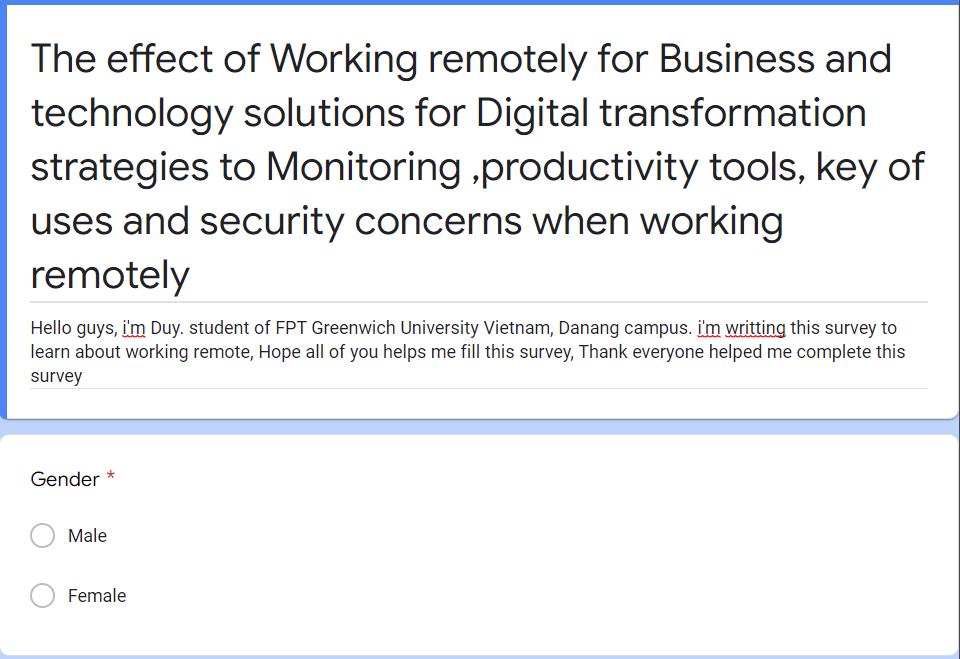 The effect of Working remotely for Business and
technology solutions for Digital transformation
strategies to Monitoring ,productivity tools, key of
uses and security concerns when working
remotely
Hello guys, i'm Duy. student of FPT Greenwich University Vietnam, Danang campus. i'm writting this survey to
learn about working remote, Hope all of you helps me fill this survey, Thank everyone helped me complete this
survey
Gender *
Male
Female